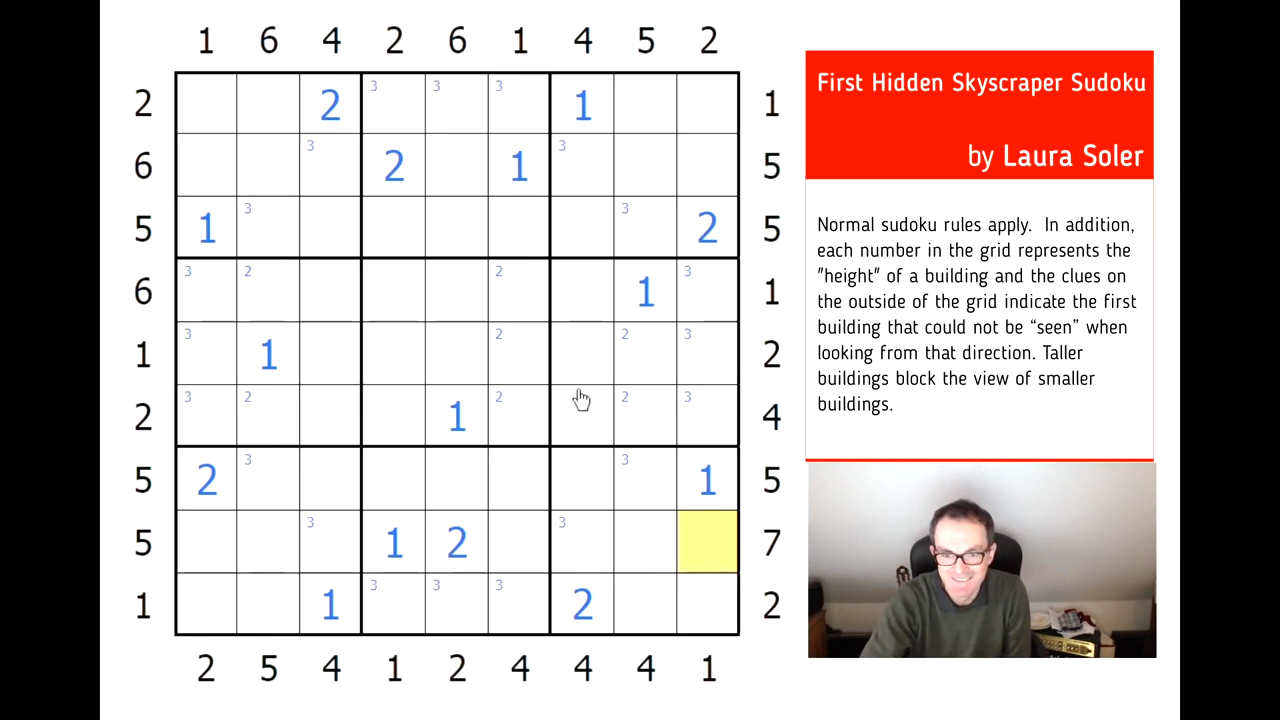 1 6 4 2 6 1 4 5 2
2 2 3 3 3 1 1
6 3 2 1 3 5
5 1 3 3 2 5
6 3 2 2 1 3 1
1 3 1 2 2 3 2
2 3 2 1 2 2 3 4
5 2 3 3 1 5
5 3 1 2 3 7
1 1 3 3 3 2 2
2 5 4 1 2 4 4 4 1
First Hidden Skyscraper Sudoku
by Laura Soler
Normal sudoku rules apply. In addition,
each number in the grid represents the
"height" of a building and the clues on
the outside of the grid indicate the first
building that could not be “seen” when
looking from that direction. Taller
buildings block the view of smaller
buildings.